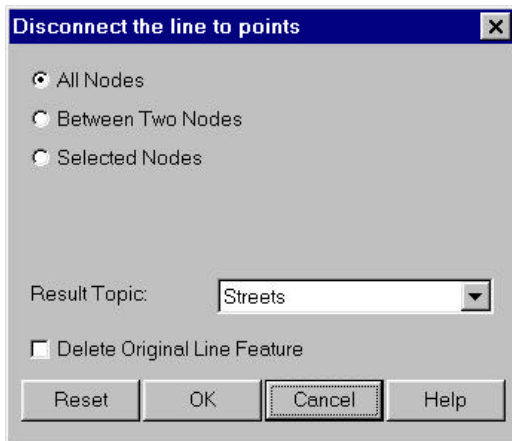 Disconnect the line to points
All Nodes
Between Two Nodes
Selected Nodes
Result Topic: Streets
Delete Original Line Feature
Reset OK Cancel Help